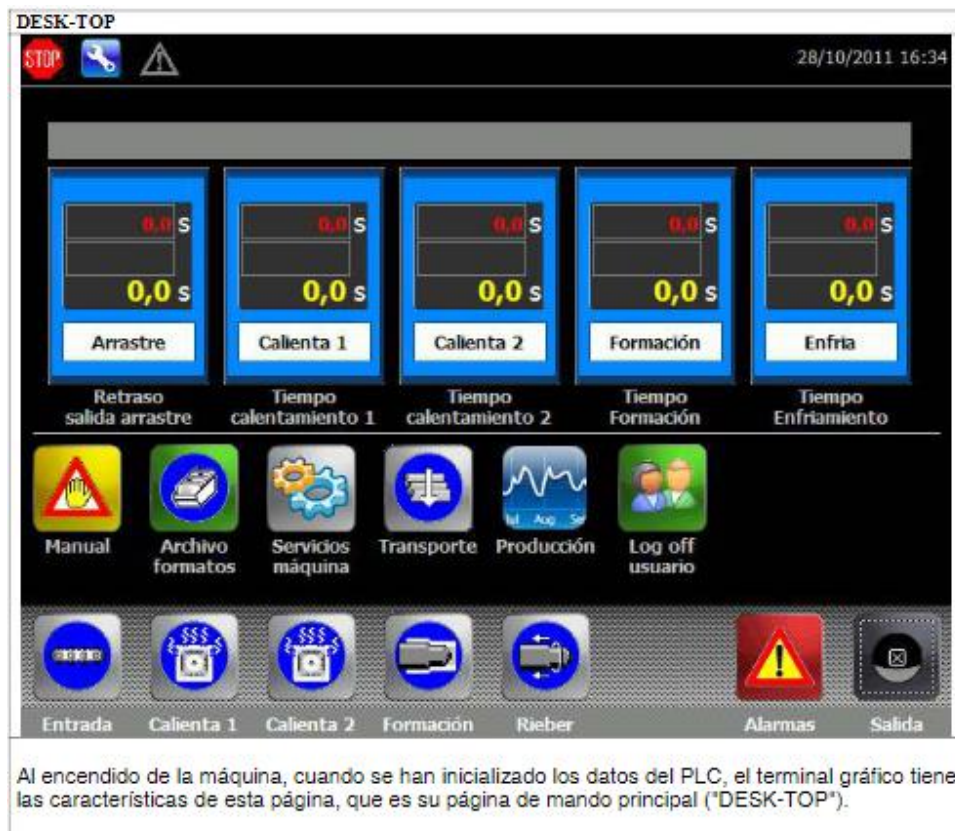 DESK-TOP
STOP
28/10/2011 16:34
0,0 s 0,0 s 0,0 s 0,0 s 0,0 s
0,0 s 0,0 s 0,0 s 0,0 s 0,0 s
Arrastre Calienta 1 Calienta 2 Formación Enfria
Retraso Tiempo Tiempo Tiempo Tiempo
salida arrastre calentamiento 1 calentamiento 2 Formación Enfriamiento
Jul Aug Se
Manual Archivo Servicios Transporte Producción Log off
formatos máquina usuario
Entrada Calienta 1 Calienta 2 Formación Rieber Alarmas Salida
Al encendido de la máquina, cuando se han inicializado los datos del PLC, el terminal gráfico tiene
las características de esta página, que es su página de mando principal ("DESK-TOP").